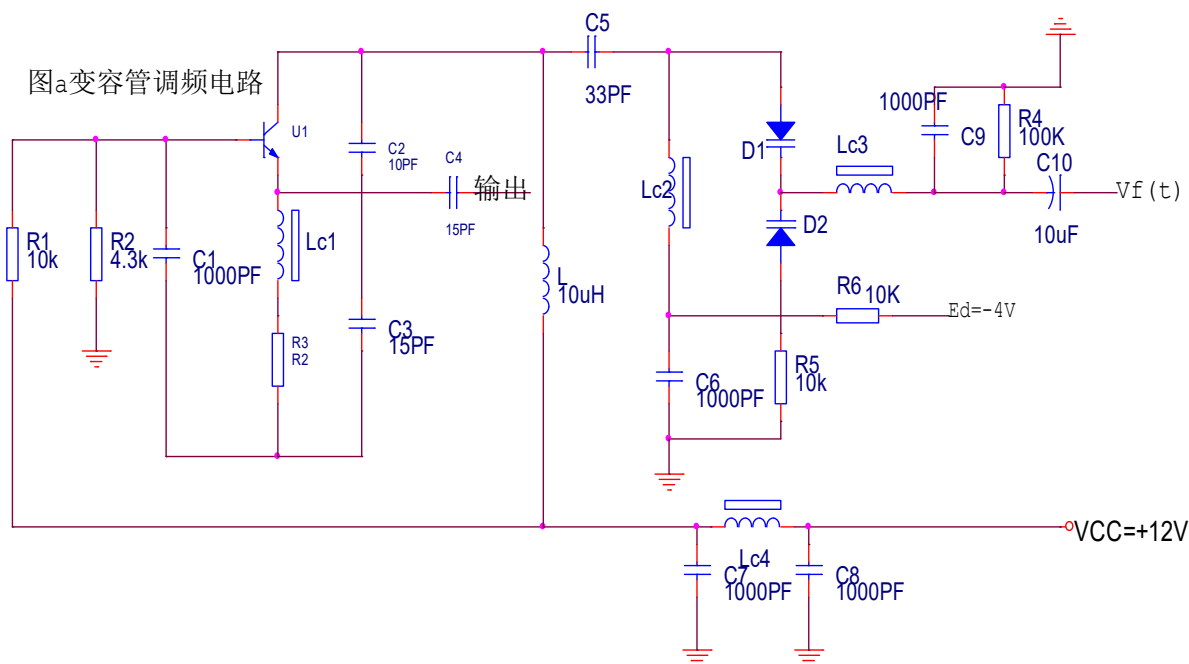 图a变容管调频电路
C5
33PF
U1
C2
10PF
C4
15PF
输出
1000PF
C9
R4
100K
D1
Lc3
C10
10uF
Vf(t)
Lc2
D2
R1
10k
R2
4.3k
C1
1000PF
Lc1
L
10uH
R6
10K
Ed=-4V
R3
R2
C3
15PF
C6
1000PF
R5
10k
Lc4
VCC=+12V
C7
1000PF
C8
1000PF